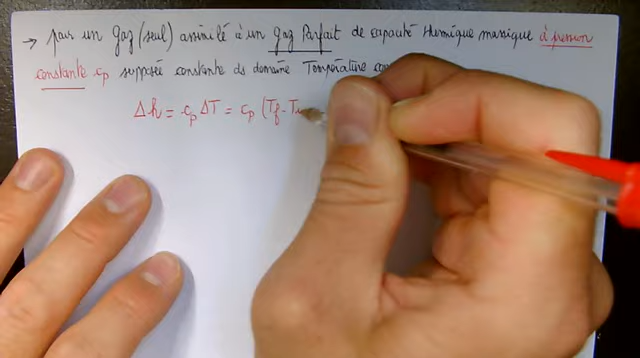 → pour un gaz (seul) assimilé à un gaz Parfait de capacité thermique massique à pression
constante cp supposée constante ds domaine Température
Δh = cp ΔT = cp (Tf - Ti